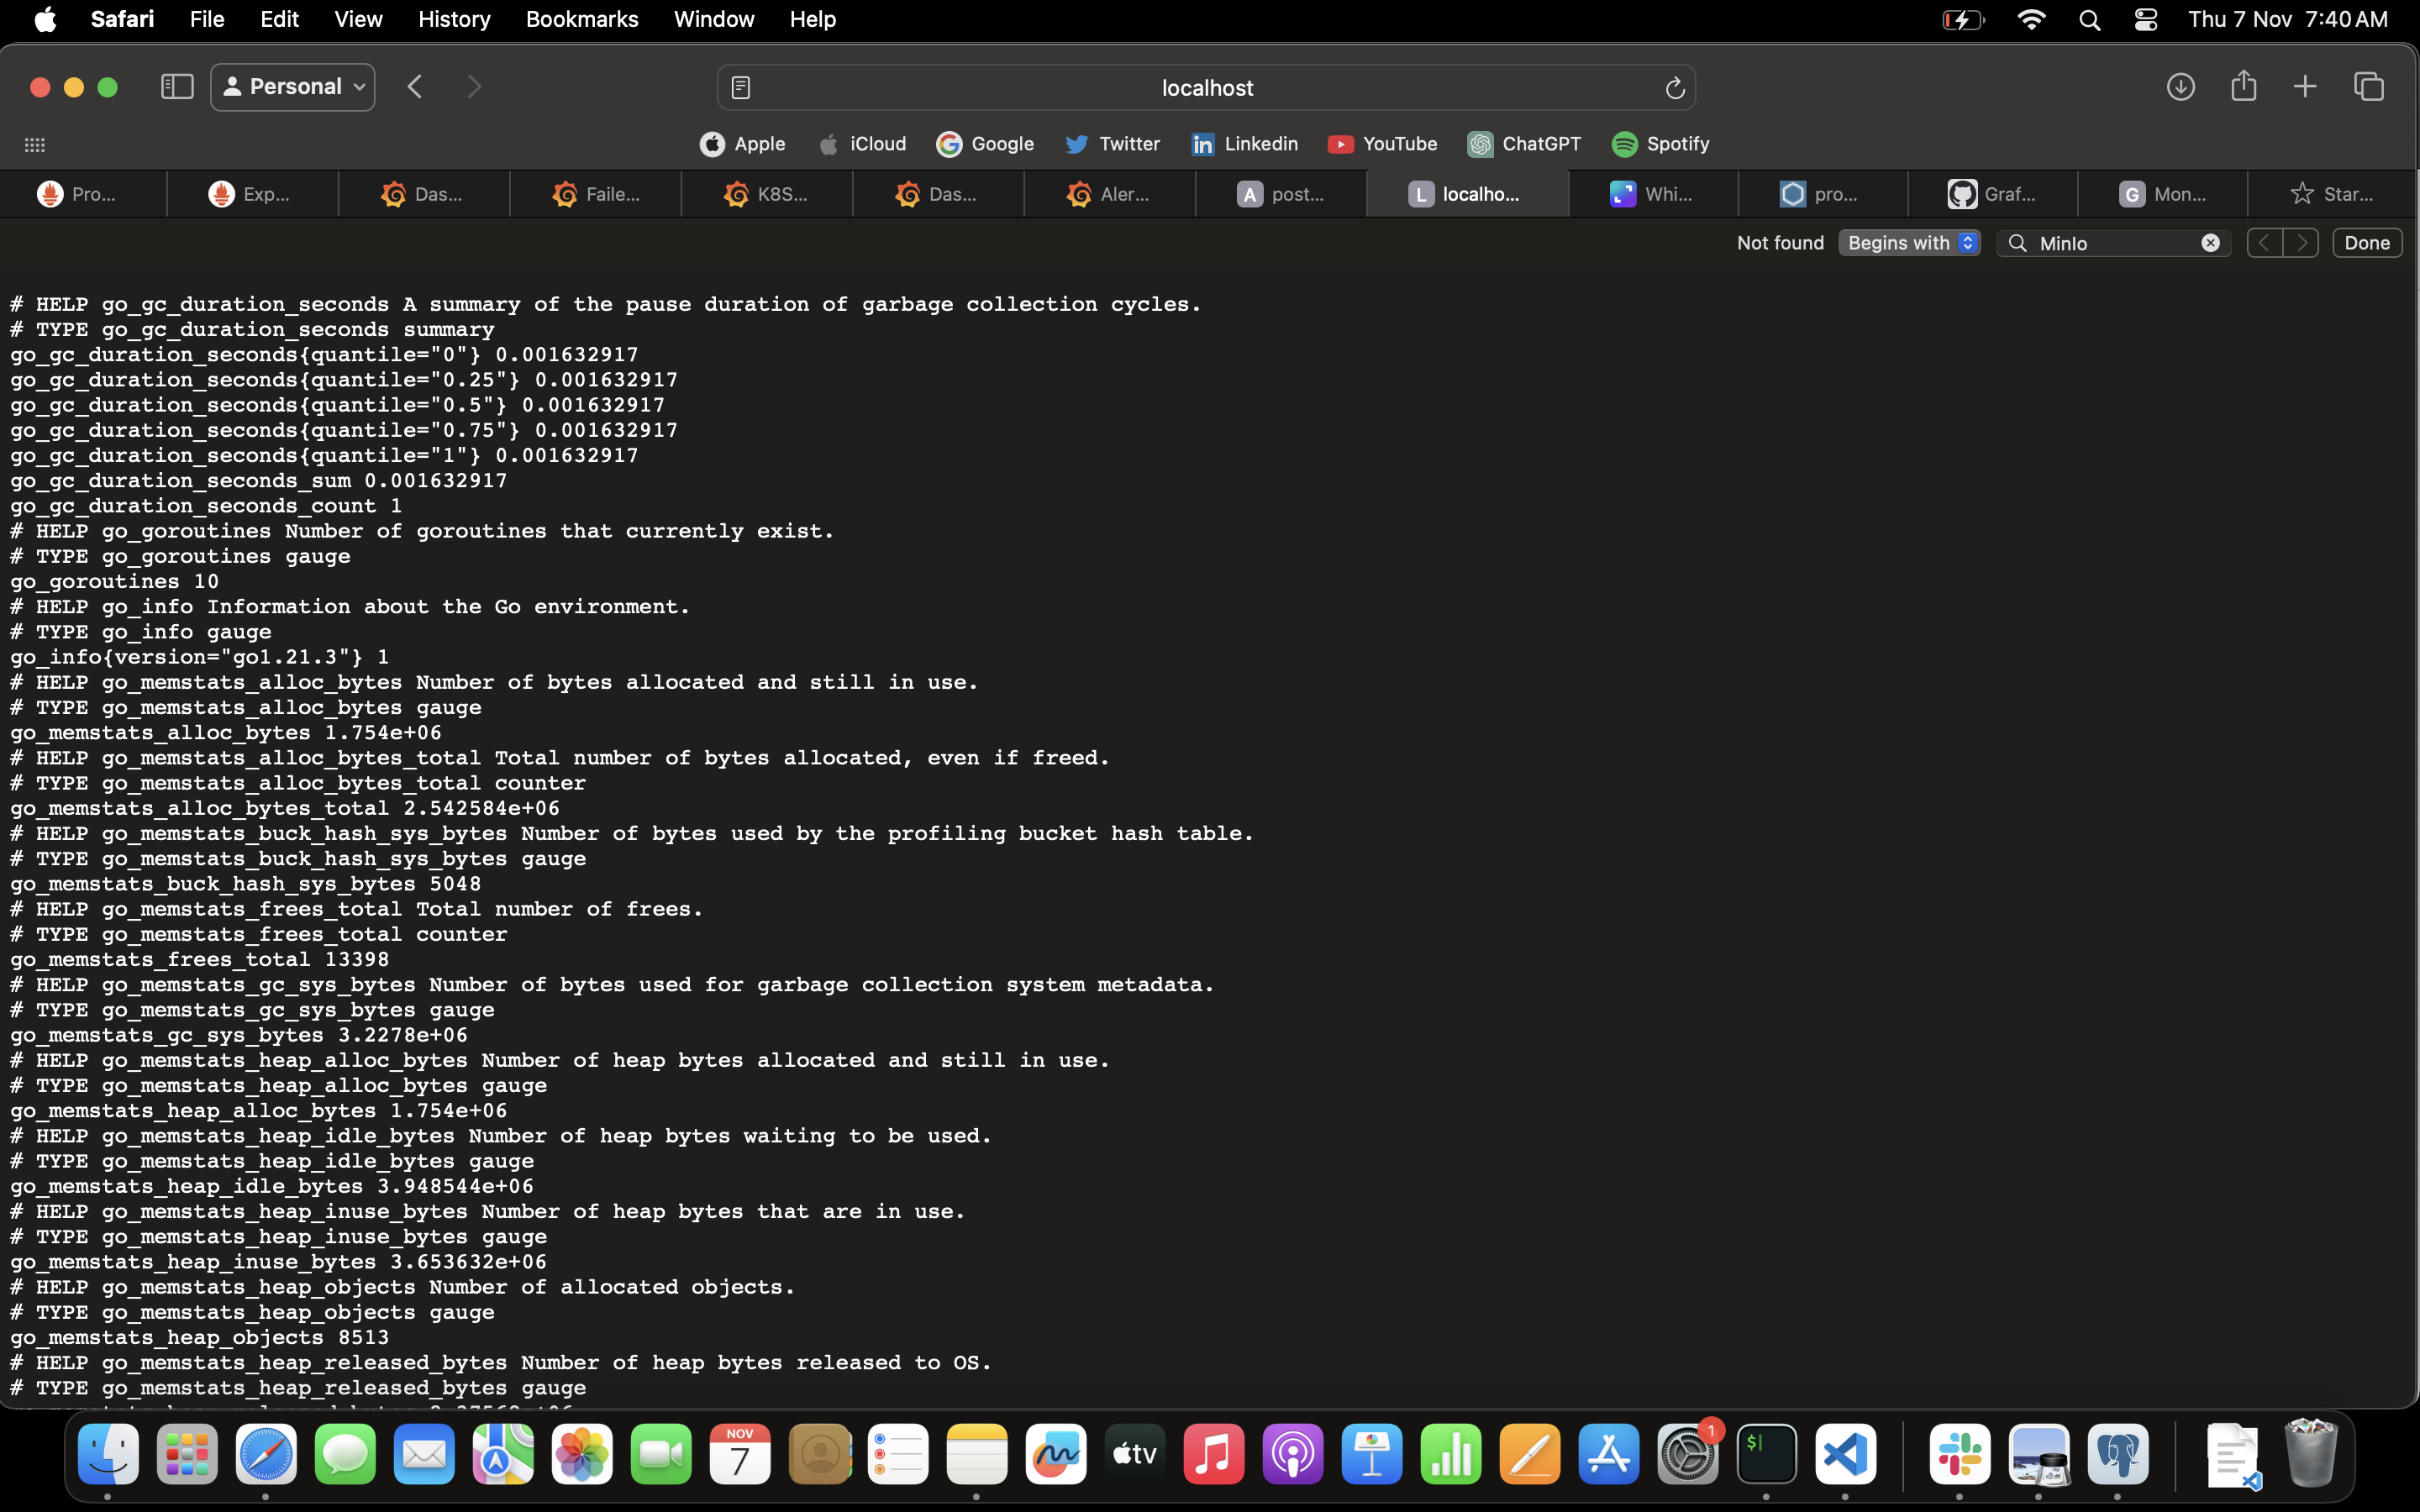 Safari File Edit View History Bookmarks Window Help Thu 7 Nov 7:40 AM
Personal localhost
Apple iCloud Google Twitter Linkedin YouTube ChatGPT Spotify
Pro... Exp... Das... Faile... K8S... Das... Aler... A post... L localho... Whi... pro... Graf... G Mon... Star...
Not found Begins with MinIo Done
# HELP go_gc_duration_seconds A summary of the pause duration of garbage collection cycles.
# TYPE go_gc_duration_seconds summary
go_gc_duration_seconds{quantile="0"} 0.001632917
go_gc_duration_seconds{quantile="0.25"} 0.001632917
go_gc_duration_seconds{quantile="0.5"} 0.001632917
go_gc_duration_seconds{quantile="0.75"} 0.001632917
go_gc_duration_seconds{quantile="1"} 0.001632917
go_gc_duration_seconds_sum 0.001632917
go_gc_duration_seconds_count 1
# HELP go_goroutines Number of goroutines that currently exist.
# TYPE go_goroutines gauge
go_goroutines 10
# HELP go_info Information about the Go environment.
# TYPE go_info gauge
go_info{version="go1.21.3"} 1
# HELP go_memstats_alloc_bytes Number of bytes allocated and still in use.
# TYPE go_memstats_alloc_bytes gauge
go_memstats_alloc_bytes 1.754e+06
# HELP go_memstats_alloc_bytes_total Total number of bytes allocated, even if freed.
# TYPE go_memstats_alloc_bytes_total counter
go_memstats_alloc_bytes_total 2.542584e+06
# HELP go_memstats_buck_hash_sys_bytes Number of bytes used by the profiling bucket hash table.
# TYPE go_memstats_buck_hash_sys_bytes gauge
go_memstats_buck_hash_sys_bytes 5048
# HELP go_memstats_frees_total Total number of frees.
# TYPE go_memstats_frees_total counter
go_memstats_frees_total 13398
# HELP go_memstats_gc_sys_bytes Number of bytes used for garbage collection system metadata.
# TYPE go_memstats_gc_sys_bytes gauge
go_memstats_gc_sys_bytes 3.2278e+06
# HELP go_memstats_heap_alloc_bytes Number of heap bytes allocated and still in use.
# TYPE go_memstats_heap_alloc_bytes gauge
go_memstats_heap_alloc_bytes 1.754e+06
# HELP go_memstats_heap_idle_bytes Number of heap bytes waiting to be used.
# TYPE go_memstats_heap_idle_bytes gauge
go_memstats_heap_idle_bytes 3.948544e+06
# HELP go_memstats_heap_inuse_bytes Number of heap bytes that are in use.
# TYPE go_memstats_heap_inuse_bytes gauge
go_memstats_heap_inuse_bytes 3.653632e+06
# HELP go_memstats_heap_objects Number of allocated objects.
# TYPE go_memstats_heap_objects gauge
go_memstats_heap_objects 8513
# HELP go_memstats_heap_released_bytes Number of heap bytes released to OS.
# TYPE go_memstats_heap_released_bytes gauge
NOV
7
tv
1
$